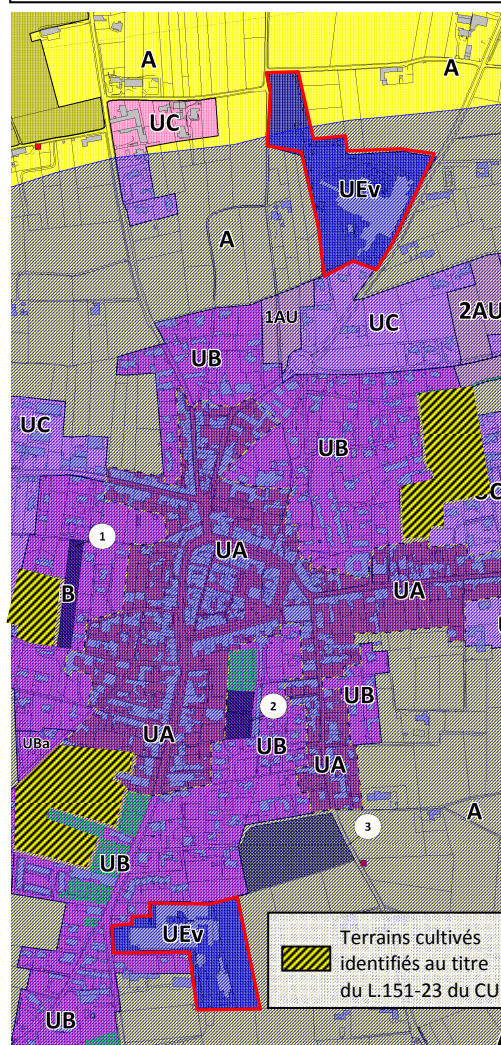 A
A
UC
UEv
A
1AU
UC
2AU
UB
UC
UB
1
UA
B
UA
2
UB
UB
UBa
UA
UA
3
A
UB
UEv
Terrains cultivés
identifiés au titre
du L.151-23 du CU
UB